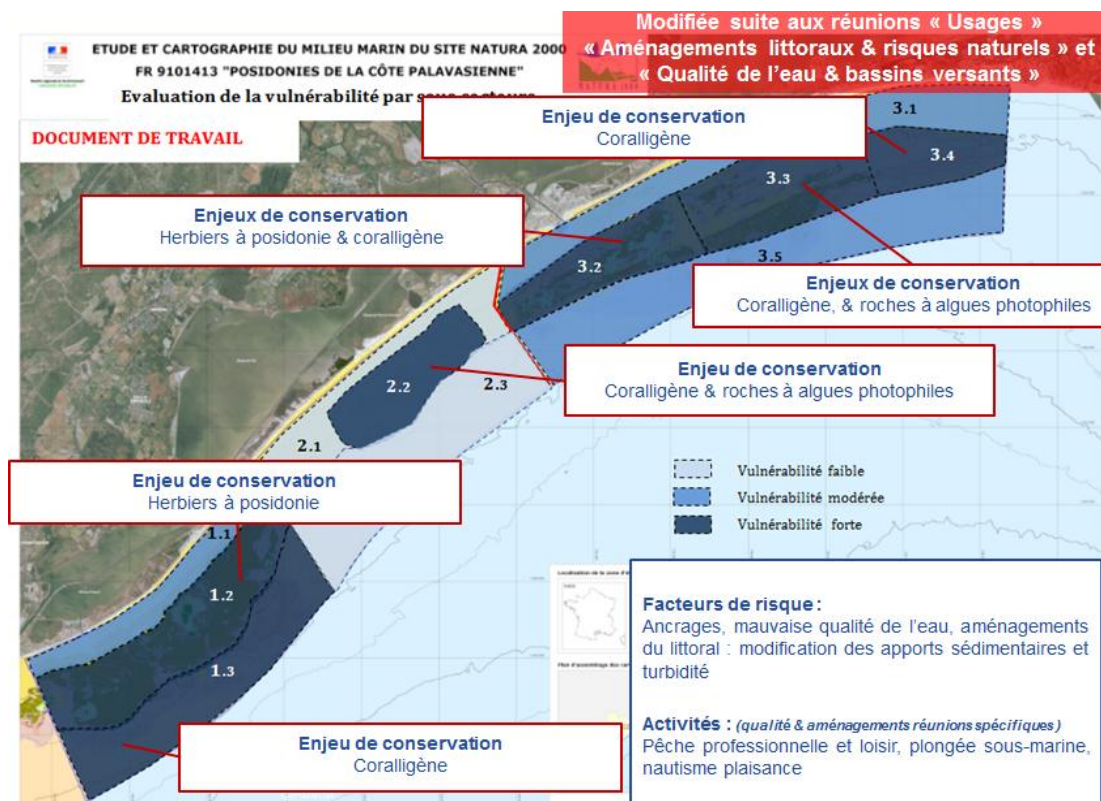 Modifiée suite aux réunions « Usages »
« Aménagements littoraux & risques naturels » et
« Qualité de l'eau & bassins versants »
ETUDE ET CARTOGRAPHIE DU MILIEU MARIN DU SITE NATURA 2000
FR 9101413 "POSIDONIES DE LA CÔTE PALAVASIENNE"
Evaluation de la vulnérabilité par sous secteurs
DOCUMENT DE TRAVAIL
3.1
Enjeu de conservation
Coralligène
3.4
3.3
Enjeux de conservation
Herbiers à posidonie & coralligène
3.2
3.5
Enjeux de conservation
Coralligène, & roches à algues photophiles
2.2
2.3
Enjeu de conservation
Coralligène & roches à algues photophiles
2.1
Enjeu de conservation
Herbiers à posidonie
Vulnérabilité faible
Vulnérabilité modérée
Vulnérabilité forte
1.1
1.2
1.3
Facteurs de risque :
Ancrages, mauvaise qualité de l'eau, aménagements
du littoral : modification des apports sédimentaires et
turbidité
Activités : (qualité & aménagements réunions spécifiques)
Pêche professionnelle et loisir, plongée sous-marine,
nautisme plaisance
Enjeu de conservation
Coralligène